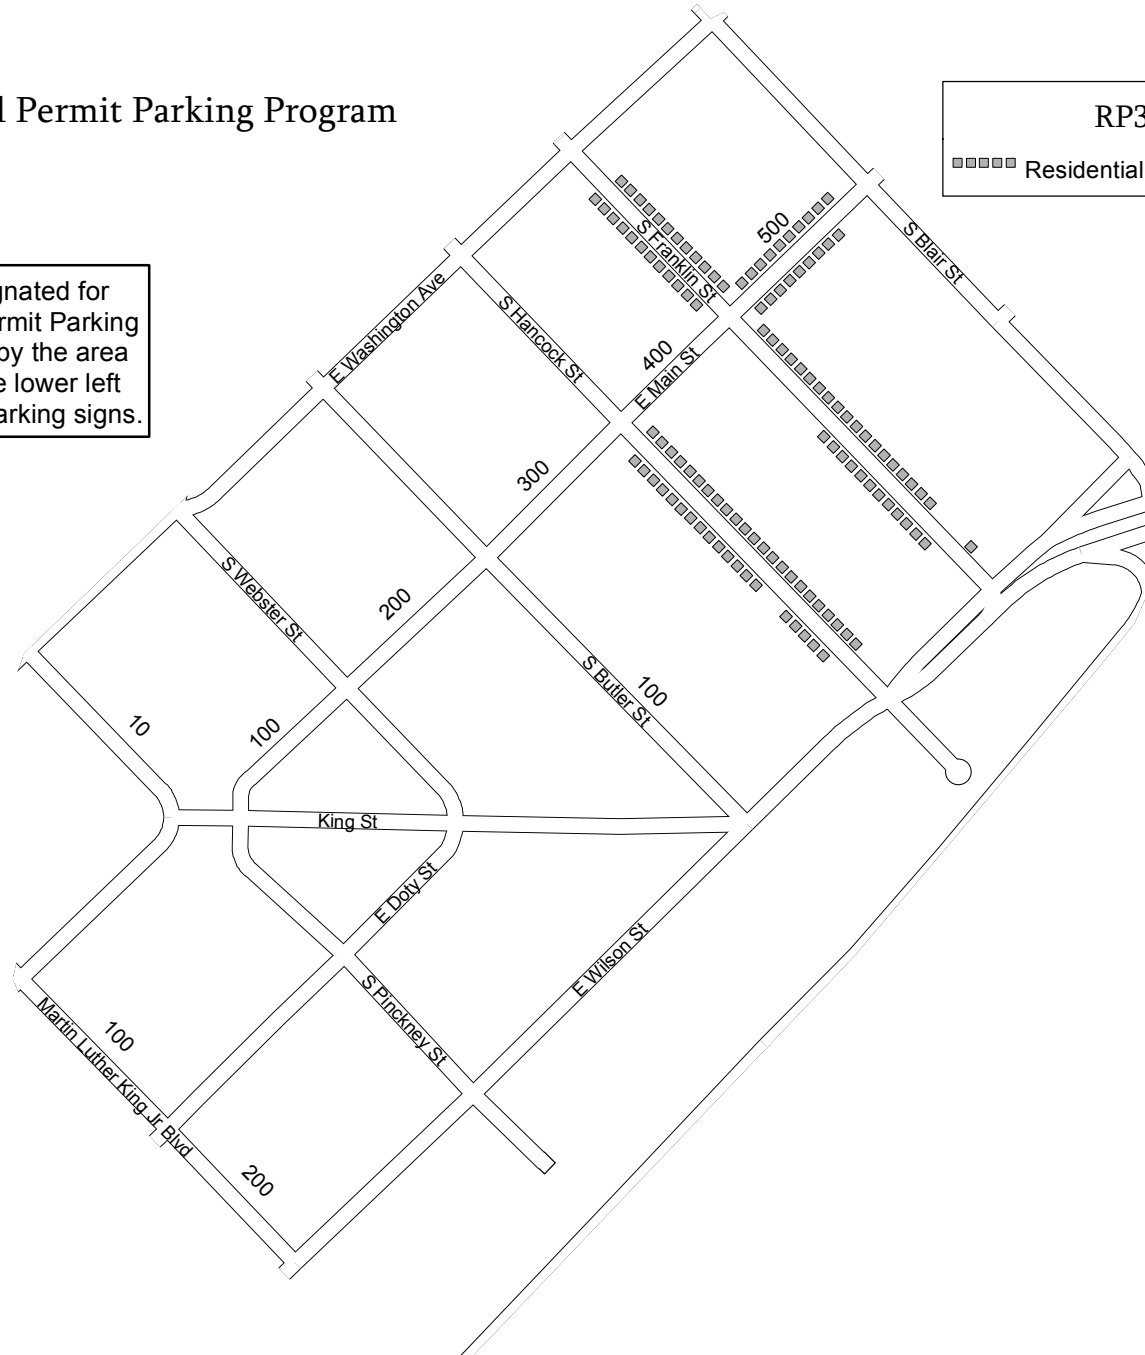 l Permit Parking Program
RP3
Residential
gnated for
rmit Parking
by the area
e lower left
arking signs.
500
S Franklin St
S Blair St
E Washington Ave
S Hancock St
400
E Main St
300
S Webster St
200
S Butler St
100
10
100
King St
E Doty St
E Wilson St
S Pinckney St
Martin Luther King Jr Blvd
100
200